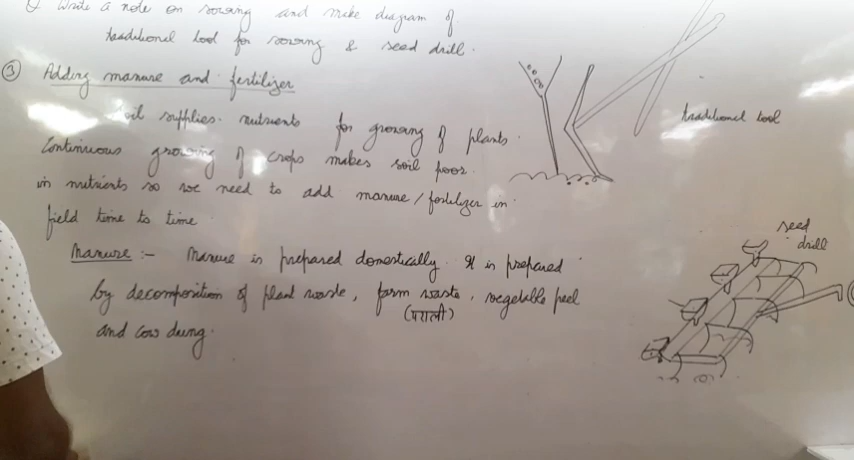 Q Write a note on sowing and make diagram of
traditional tool for sowing & seed drill.
③ Adding manure and fertilizer
Soil supplies nutrients for growing of plants.
Continuous growing of crops makes soil poor
in nutrients so we need to add manure / fertilizer in
field time to time
Manure :- Manure is prepared domestically. It is prepared
by decomposition of plant waste, farm waste, vegetable peel
(पराली)
and cow dung.
traditional tool
seed
drill